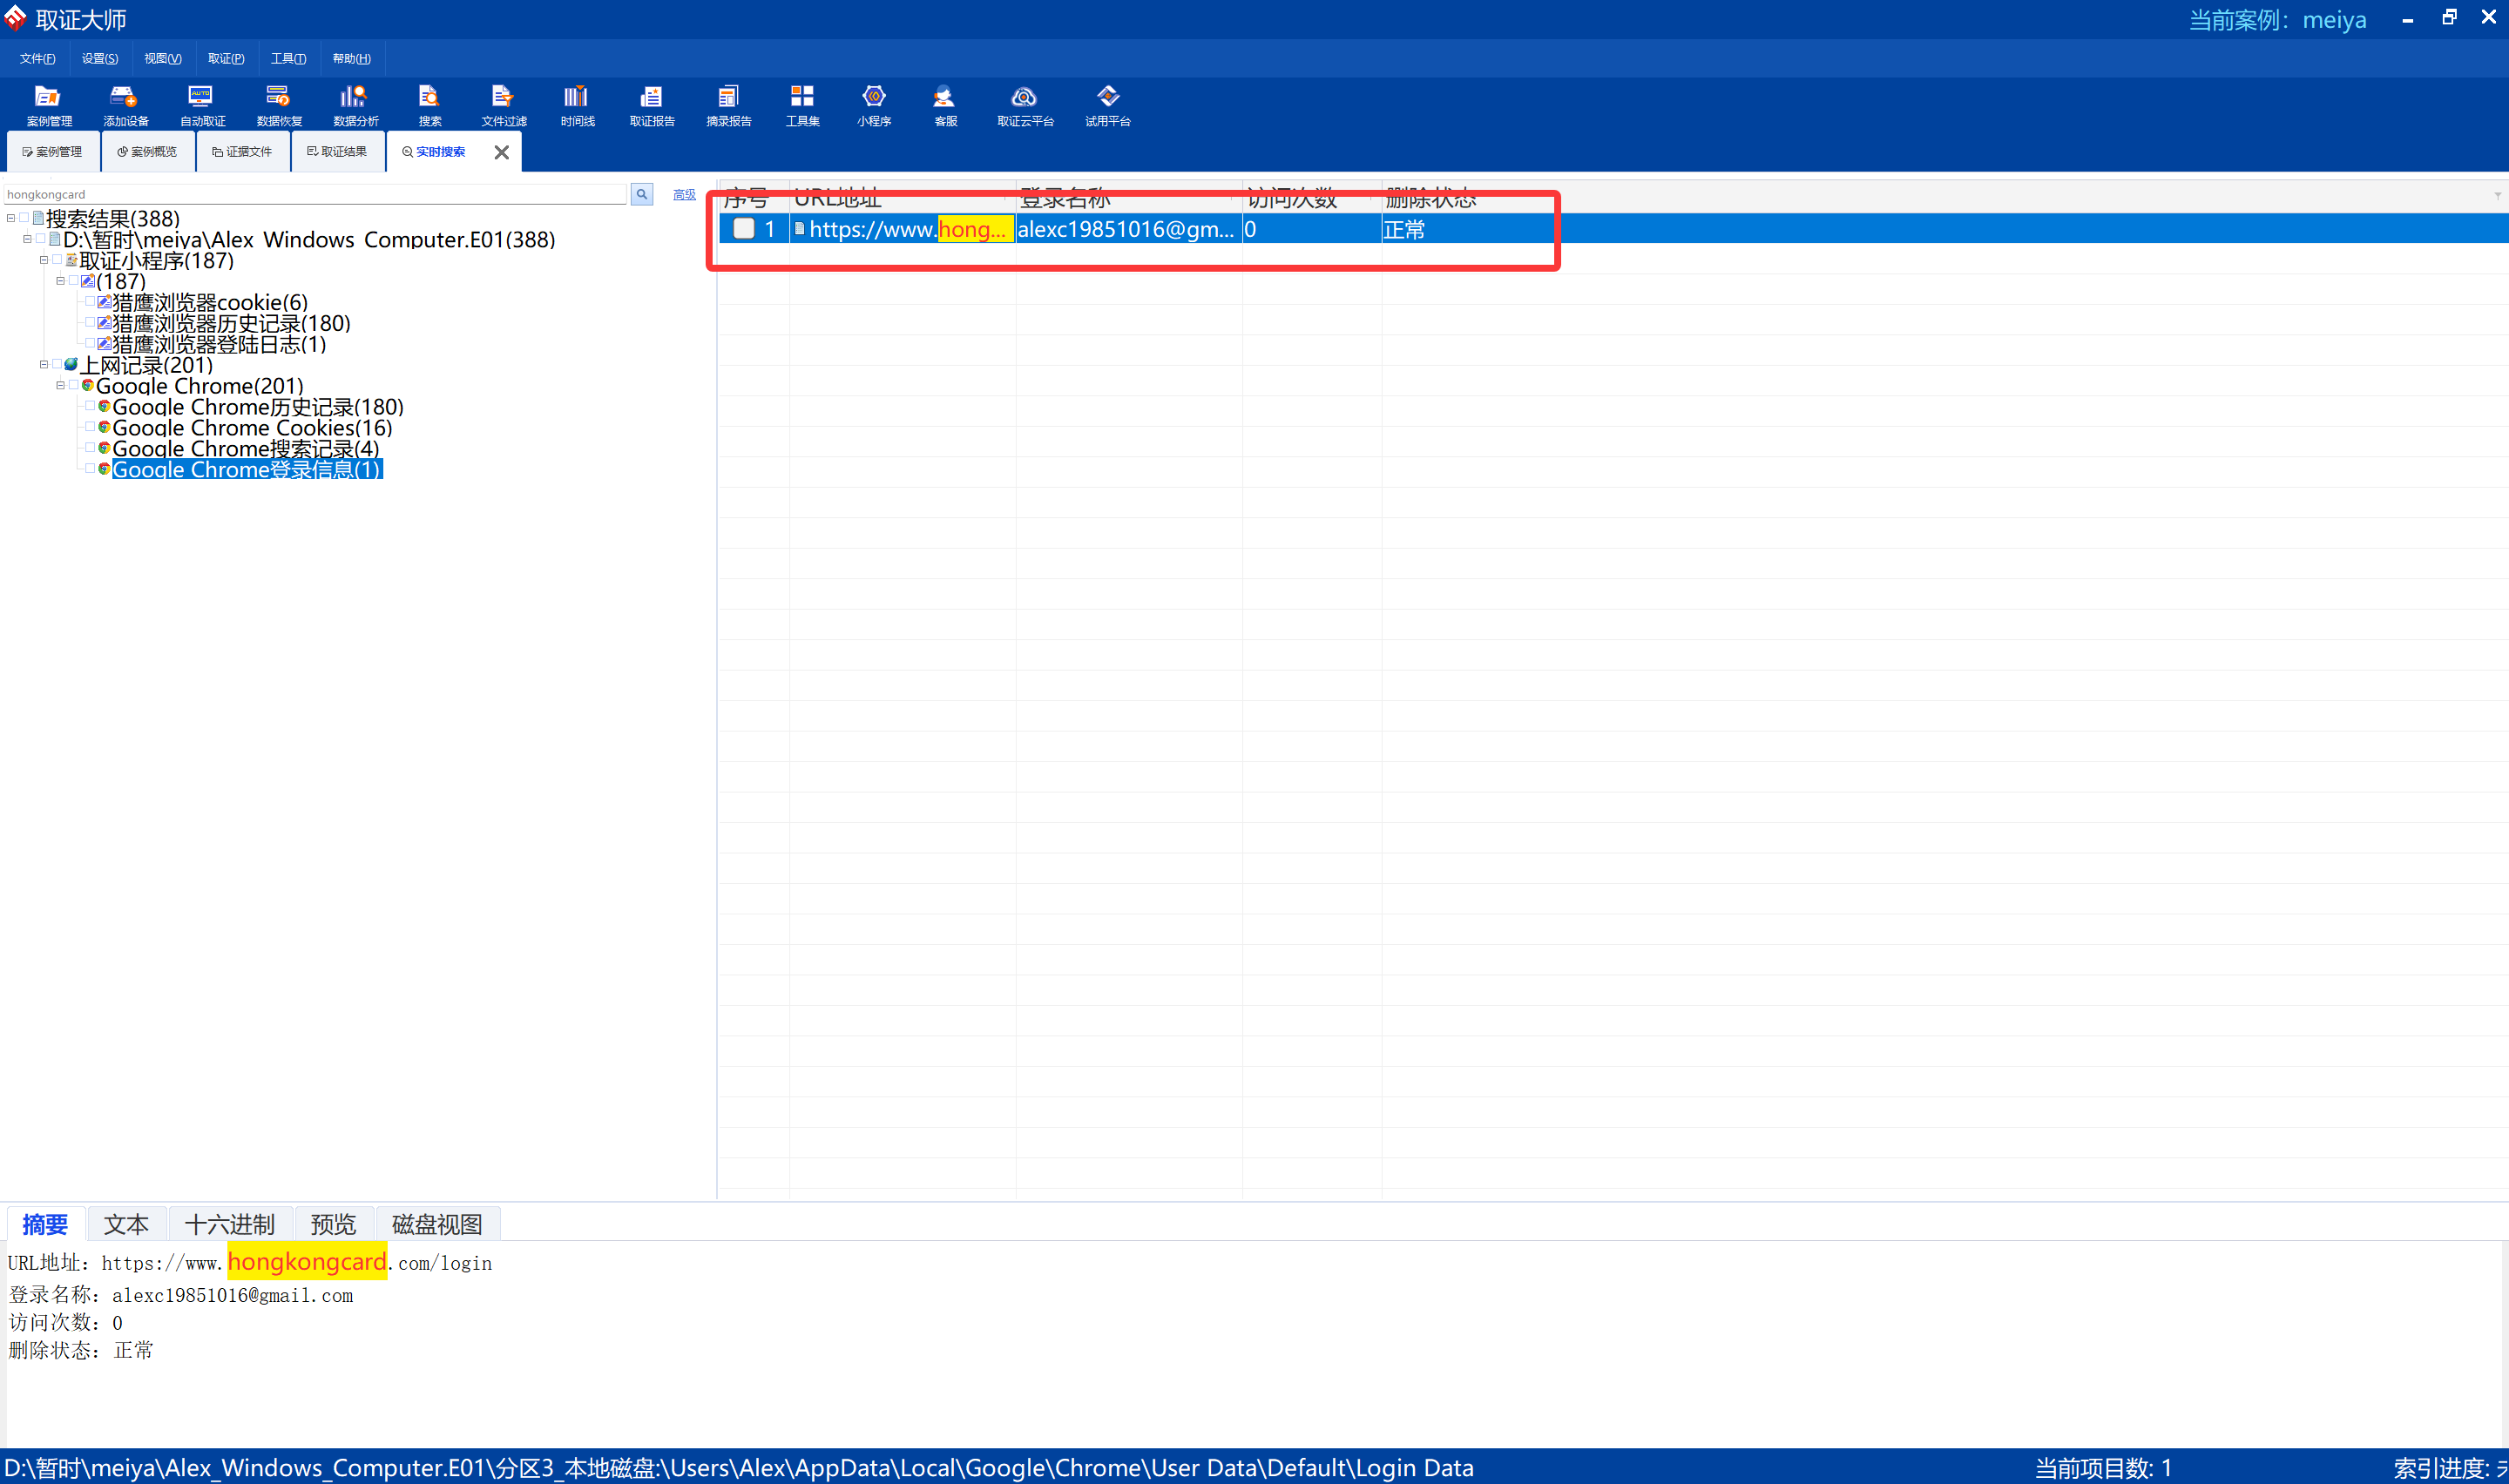 取证大师
当前案例：meiya
文件(F) 设置(S) 视图(V) 取证(P) 工具(T) 帮助(H)
案例管理 添加设备 自动取证 数据恢复 数据分析 搜索 文件过滤 时间线 取证报告 摘录报告 工具集 小程序 客服 取证云平台 试用平台
案例管理 案例概览 证据文件 取证结果 实时搜索
hongkongcard 高级
序号 URL地址 登录名称 访问次数 删除状态
1 https://www.hong... alexc19851016@gm... 0 正常
搜索结果(388)
D:\暂时\meiya\Alex_Windows_Computer.E01(388)
取证小程序(187)
(187)
猎鹰浏览器cookie(6)
猎鹰浏览器历史记录(180)
猎鹰浏览器登陆日志(1)
上网记录(201)
Google Chrome(201)
Google Chrome历史记录(180)
Google Chrome Cookies(16)
Google Chrome搜索记录(4)
Google Chrome登录信息(1)
摘要 文本 十六进制 预览 磁盘视图
URL地址：https://www.hongkongcard.com/login
登录名称：alexc19851016@gmail.com
访问次数：0
删除状态：正常
D:\暂时\meiya\Alex_Windows_Computer.E01\分区3_本地磁盘:\Users\Alex\AppData\Local\Google\Chrome\User Data\Default\Login Data
当前项目数: 1
索引进度: